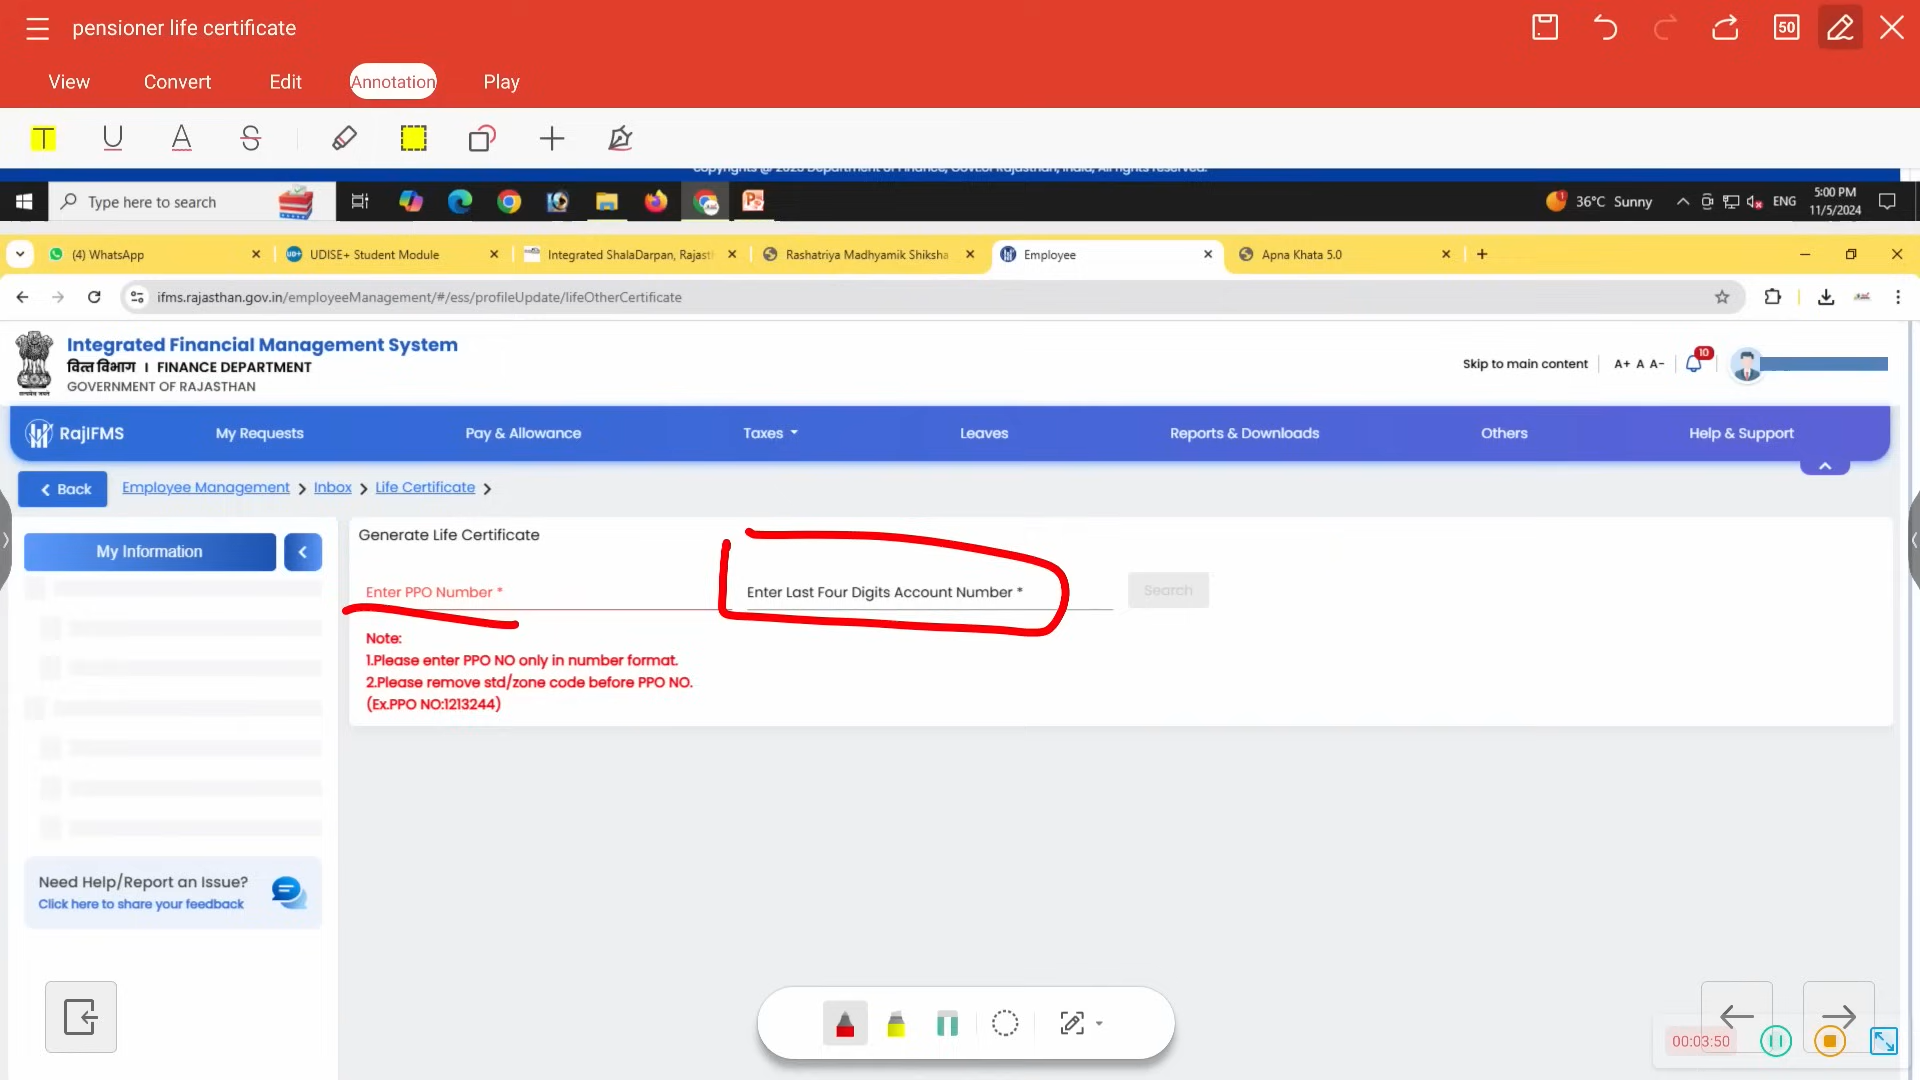 pensioner life certificate
50
View Convert Edit Annotation Play
T U A S
Type here to search
36°C Sunny
ENG
5:00 PM
11/5/2024
(4) WhatsApp
UDISE+ Student Module
Integrated ShalaDarpan, Rajast
Rashatriya Madhyamik Shiksha
Employee
Apna Khata 5.0
ifms.rajasthan.gov.in/employeeManagement/#/ess/profileUpdate/lifeOtherCertificate
Integrated Financial Management System
वित्त विभाग I FINANCE DEPARTMENT
GOVERNMENT OF RAJASTHAN
Skip to main content
A+ A A-
10
RajIFMS
My Requests
Pay & Allowance
Taxes
Leaves
Reports & Downloads
Others
Help & Support
Back
Employee Management > Inbox > Life Certificate >
My Information
Generate Life Certificate
Enter PPO Number *
Enter Last Four Digits Account Number *
Search
Note:
1.Please enter PPO NO only in number format.
2.Please remove std/zone code before PPO NO.
(Ex.PPO NO:1213244)
Need Help/Report an Issue?
Click here to share your feedback
00:03:50